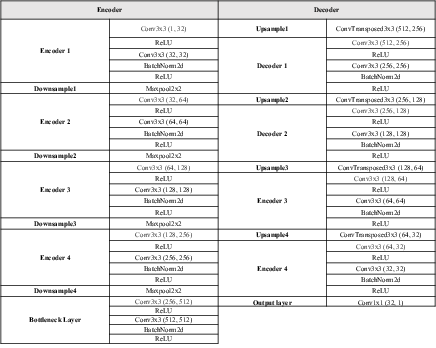 Encoder
Encoder 1
Conv3x3 (1, 32)
ReLU
Conv3x3 (32, 32)
BatchNorm2d
ReLU
Downsample1
Maxpool2x2
Encoder 2
Conv3x3 (32, 64)
ReLU
Conv3x3 (64, 64)
BatchNorm2d
ReLU
Downsample2
Maxpool2x2
Encoder 3
Conv3x3 (64, 128)
ReLU
Conv3x3 (128, 128)
BatchNorm2d
ReLU
Downsample3
Maxpool2x2
Encoder 4
Conv3x3 (128, 256)
ReLU
Conv3x3 (256, 256)
BatchNorm2d
ReLU
Downsample4
Maxpool2x2
Bottleneck Layer
Conv3x3 (256, 512)
ReLU
Conv3x3 (512, 512)
BatchNorm2d
ReLU
Decoder
Upsample1
ConvTransposed3x3 (512, 256)
Decoder 1
Conv3x3 (512, 256)
ReLU
Conv3x3 (256, 256)
BatchNorm2d
ReLU
Upsample2
ConvTransposed3x3 (256, 128)
Decoder 2
Conv3x3 (256, 128)
ReLU
Conv3x3 (128, 128)
BatchNorm2d
ReLU
Upsample3
ConvTransposed3x3 (128, 64)
Encoder 3
Conv3x3 (128, 64)
ReLU
Conv3x3 (64, 64)
BatchNorm2d
ReLU
Upsample4
ConvTransposed3x3 (64, 32)
Encoder 4
Conv3x3 (64, 32)
ReLU
Conv3x3 (32, 32)
BatchNorm2d
ReLU
Output layer
Conv1x1 (32, 1)